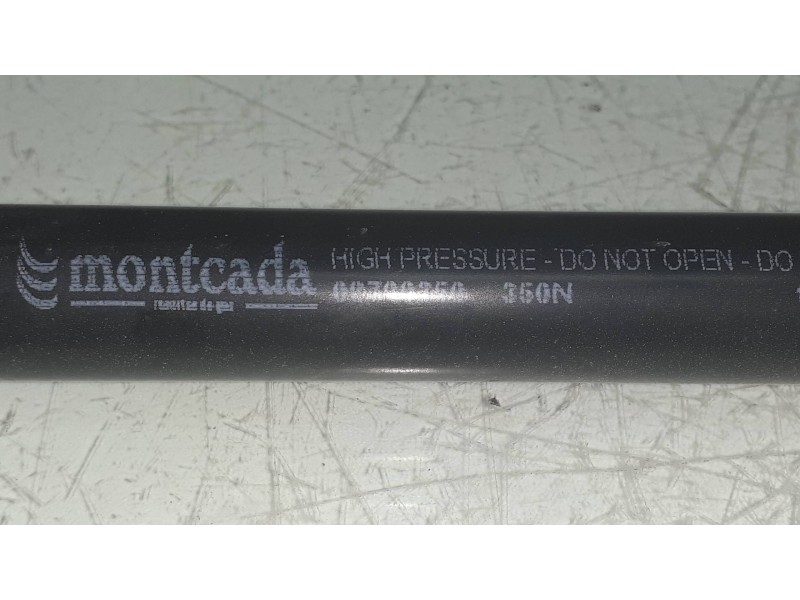 montcada
HIGH PRESSURE - DO NOT OPEN - DO
350N